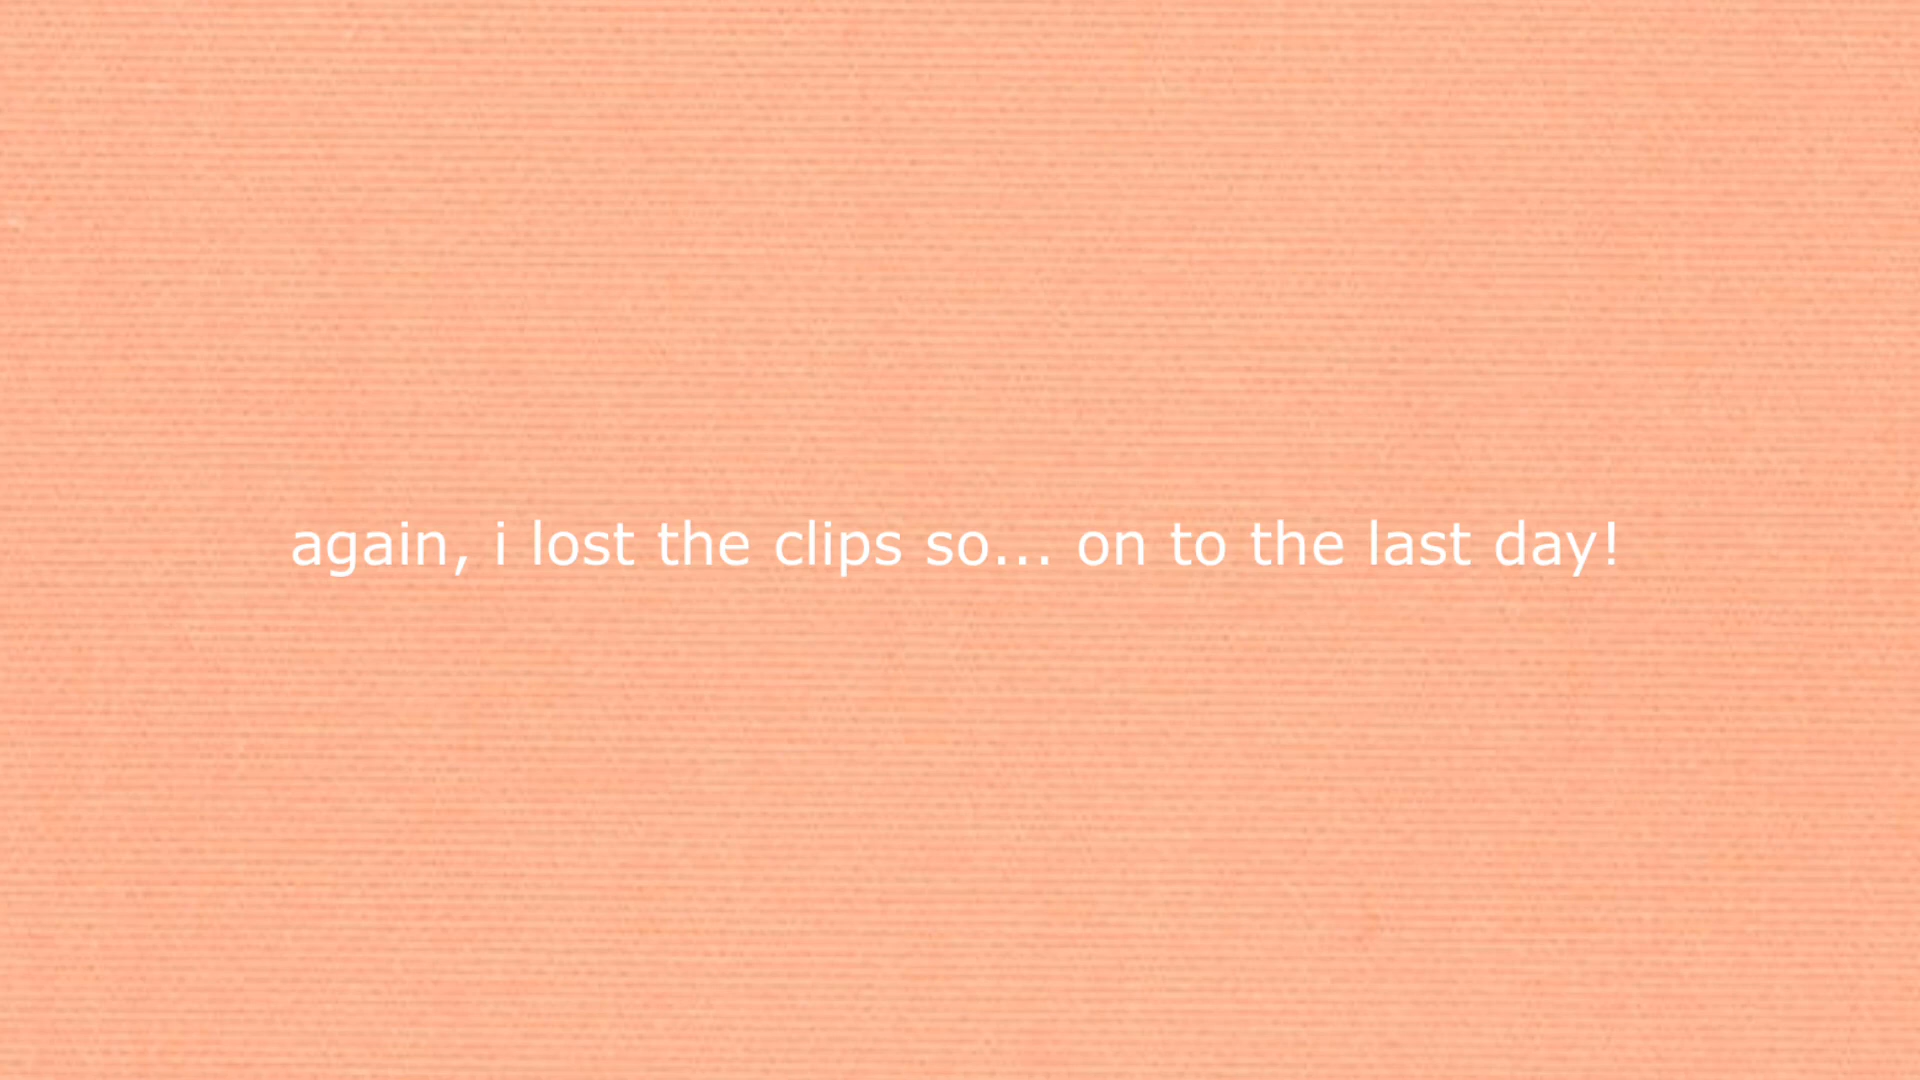 again, i lost the clips so... on to the last day!